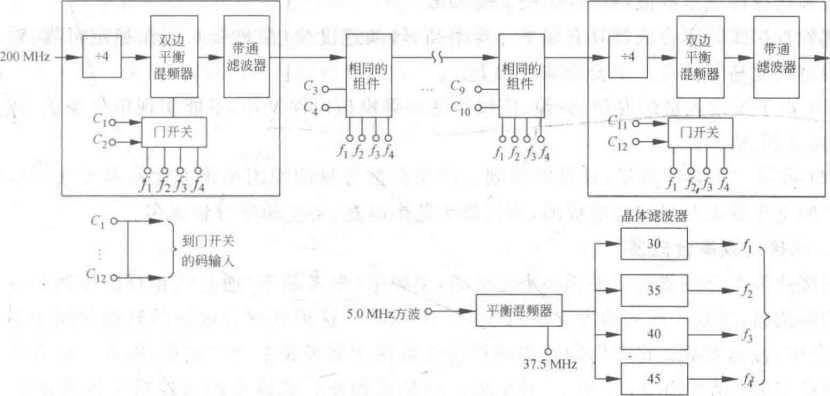 200 MHz
÷4
双边
平衡
混频器
带通
滤波器
C1
C2
门开关
f1 f2 f3 f4
C3
C4
相同的
组件
f1 f2 f3 f4
...
C9
C10
相同的
组件
f1 f2 f3 f4
÷4
双边
平衡
混频器
带通
滤波器
C11
C12
门开关
f1 f2 f3 f4
C1
C12
到门开关
的码输入
5.0 MHz方波
平衡混频器
37.5 MHz
晶体滤波器
30 f1
35 f2
40 f3
45 f4